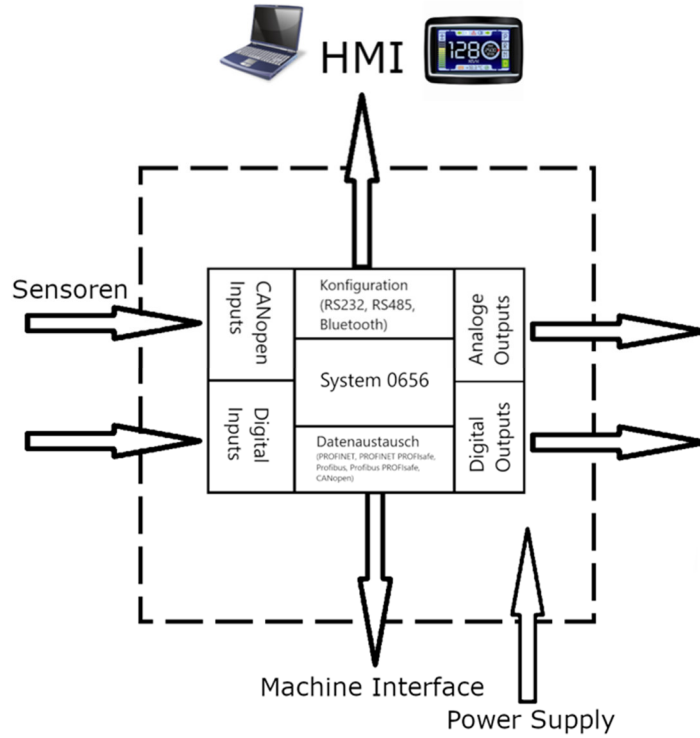 HMI
128
Sensoren
CANopen
Inputs
Konfiguration
(RS232, RS485,
Bluetooth)
Analoge
Outputs
System 0656
Digital
Inputs
Datenaustausch
(PROFINET, PROFINET PROFIsafe,
Profibus, Profibus PROFIsafe,
CANopen)
Digital
Outputs
Machine Interface
Power Supply